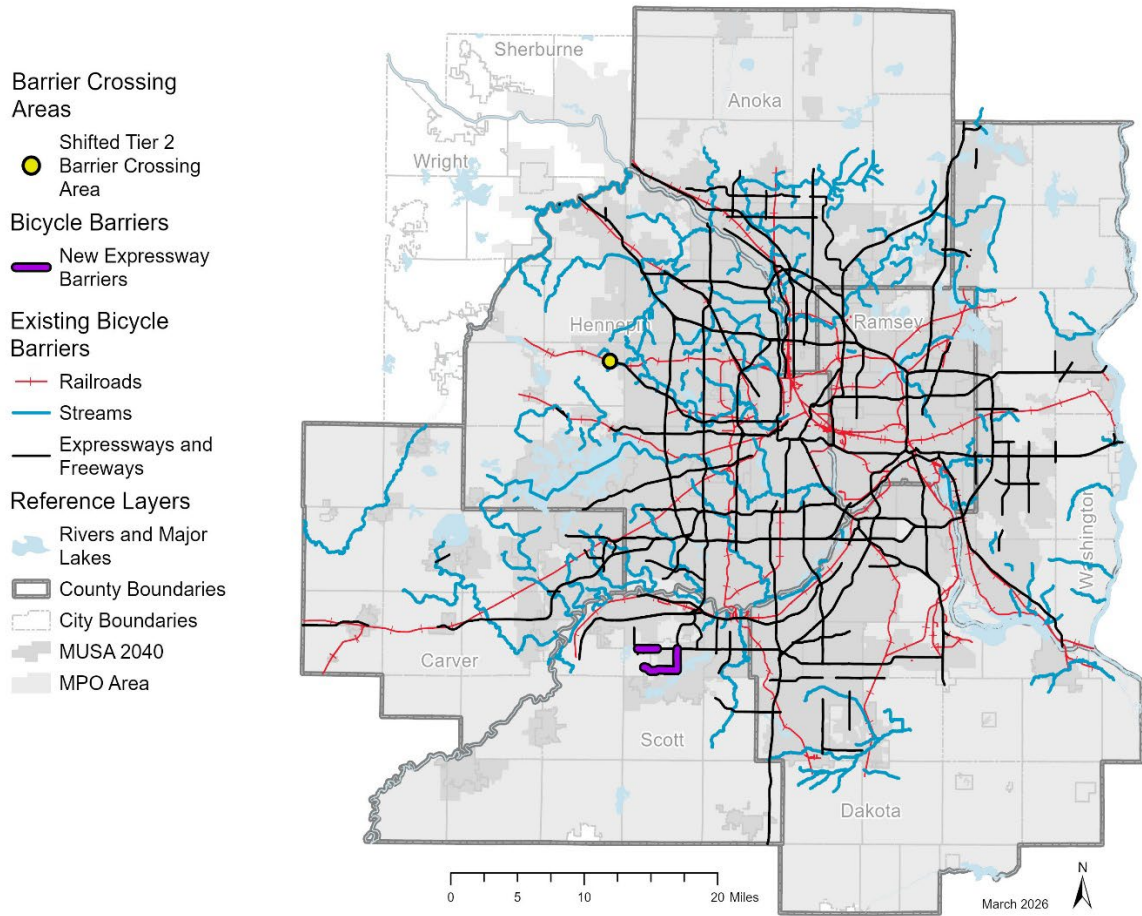 Barrier Crossing
Areas
Shifted Tier 2
Barrier Crossing
Area
Bicycle Barriers
New Expressway
Barriers
Existing Bicycle
Barriers
Railroads
Streams
Expressways and
Freeways
Reference Layers
Rivers and Major
Lakes
County Boundaries
City Boundaries
MUSA 2040
MPO Area
Sherburne
Anoka
Wright
Hennepin
Ramsey
Washington
Carver
Scott
Dakota
0 5 10 20 Miles
N
March 2026